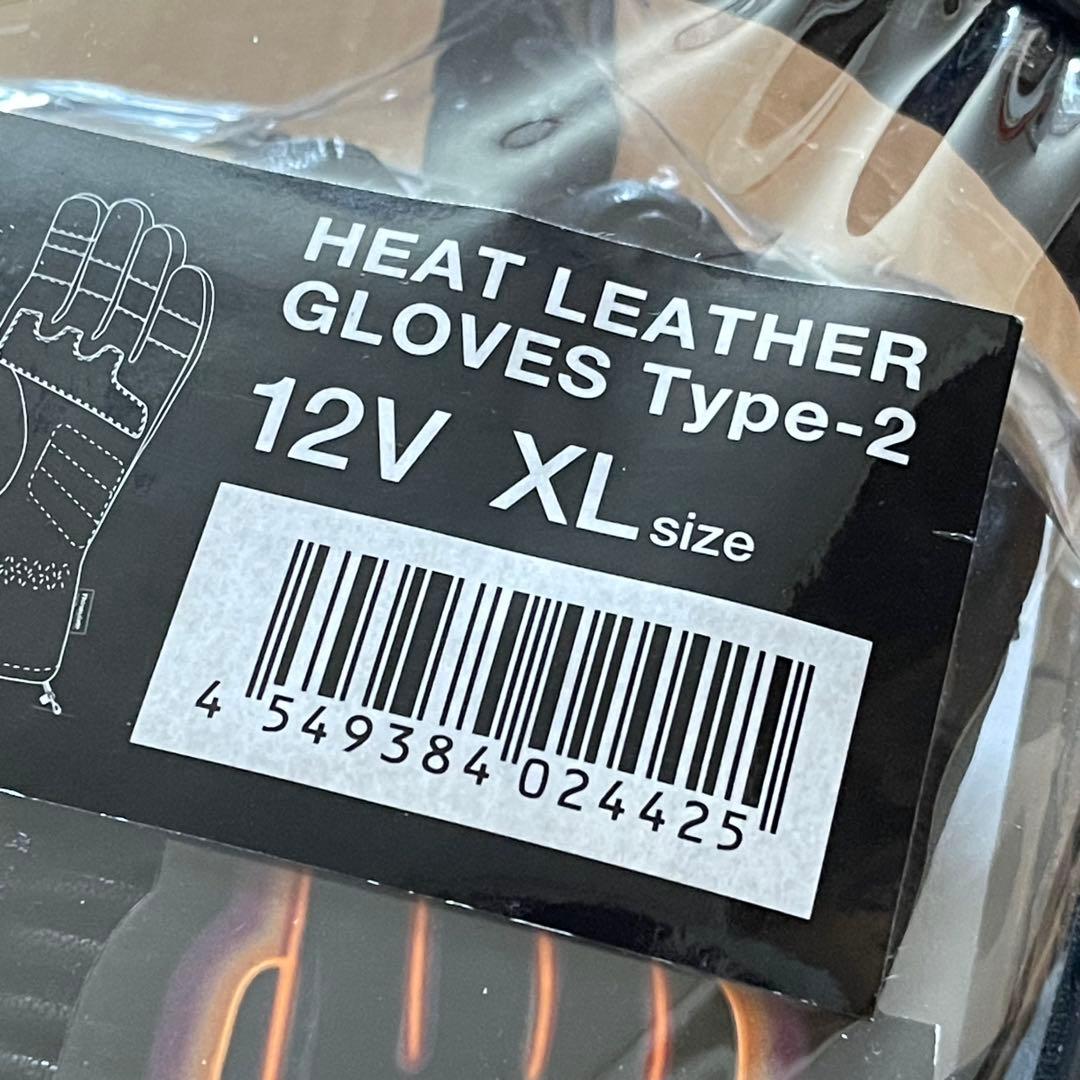 HEAT LEATHER
GLOVES Type-2
12V XL size
4 549384 024425